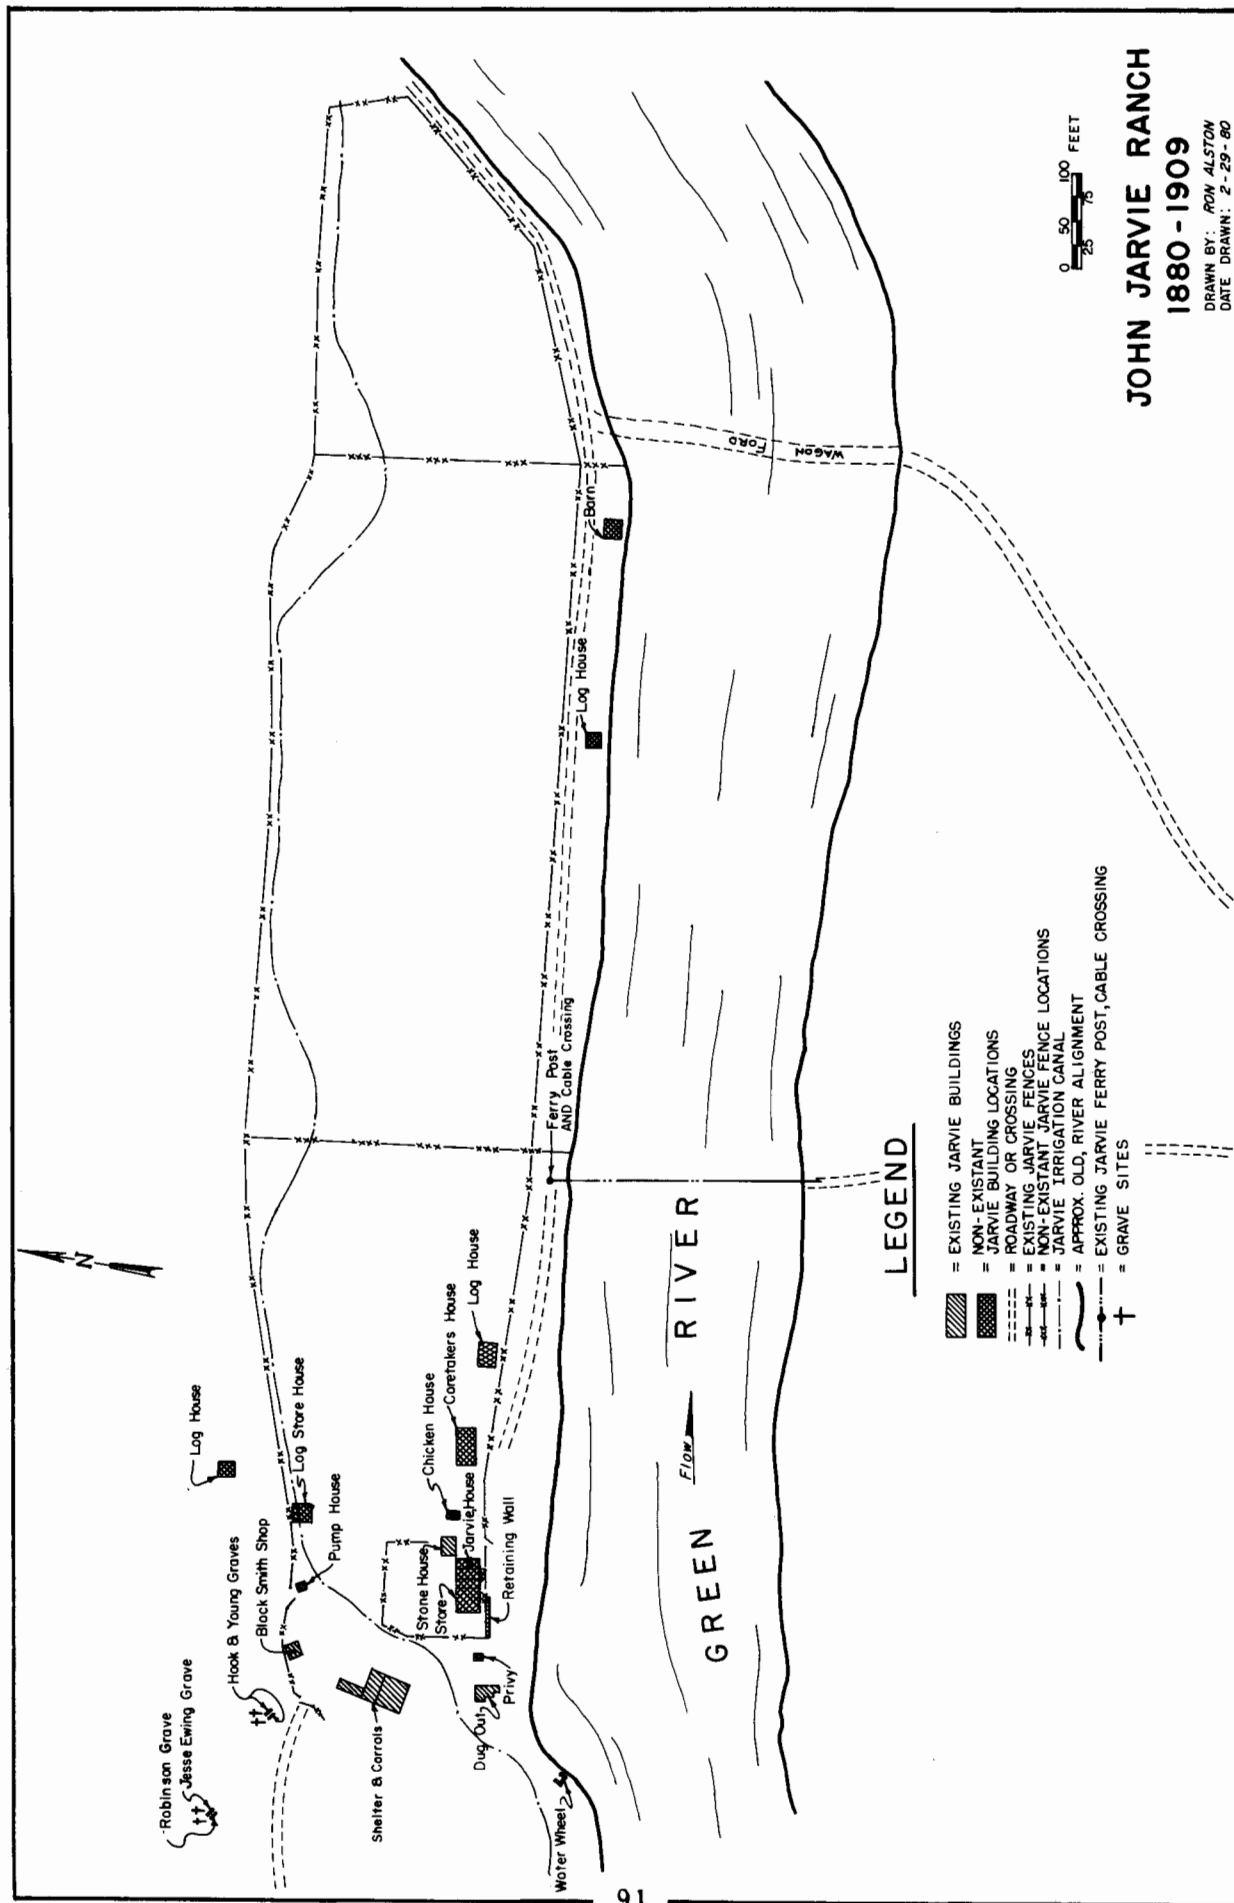 JOHN JARVIE RANCH
1880-1909
DRAWN BY: RON ALSTON
DATE DRAWN: 2-29-80
0 50 100 FEET
25 75
N
Robinson Grave
Jesse Ewing Grave
Hook & Young Graves
Black Smith Shop
Pump House
Log House
Log Store House
Shelter & Corrals
Stone House
Store
Jarvie House
Chicken House
Caretakers House
Log House
Retaining Wall
Privy
Dug Out
Water Wheel
Ferry Post
AND Cable Crossing
Log House
Barn
WAGON
FORD
GREEN RIVER
Flow
LEGEND
= EXISTING JARVIE BUILDINGS
NON-EXISTANT
= JARVIE BUILDING LOCATIONS
= ROADWAY OR CROSSING
= EXISTING JARVIE FENCES
= NON-EXISTANT JARVIE FENCE LOCATIONS
= JARVIE IRRIGATION CANAL
= APPROX. OLD, RIVER ALIGNMENT
= EXISTING JARVIE FERRY POST, CABLE CROSSING
= GRAVE SITES
91